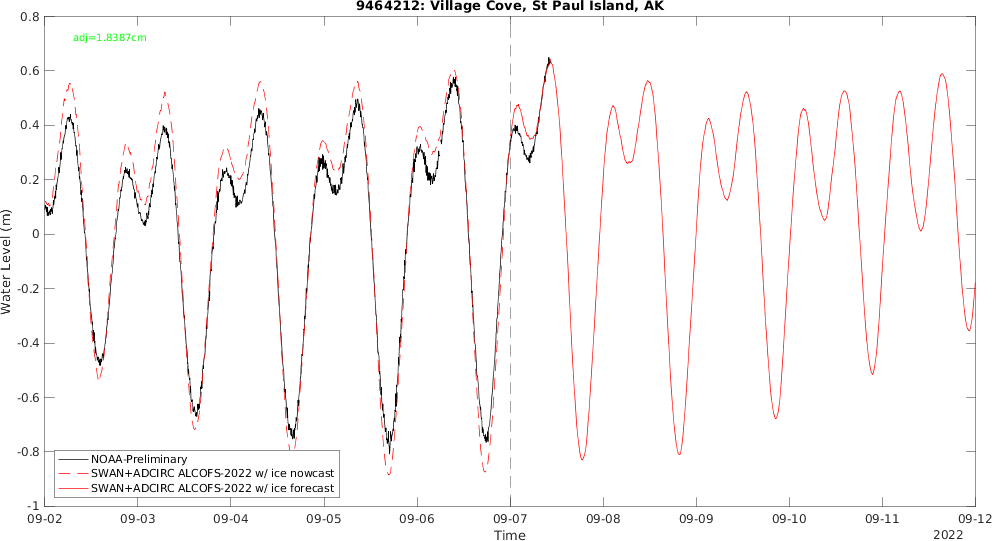 9464212: Village Cove, St Paul Island, AK
adj=1.8387cm
0.8
0.6
0.4
0.2
0
-0.2
-0.4
-0.6
-0.8
-1
Water Level (m)
NOAA-Preliminary
SWAN+ADCIRC ALCOFS-2022 w/ ice nowcast
SWAN+ADCIRC ALCOFS-2022 w/ ice forecast
09-02 09-03 09-04 09-05 09-06 09-07 09-08 09-09 09-10 09-11 09-12
Time
2022